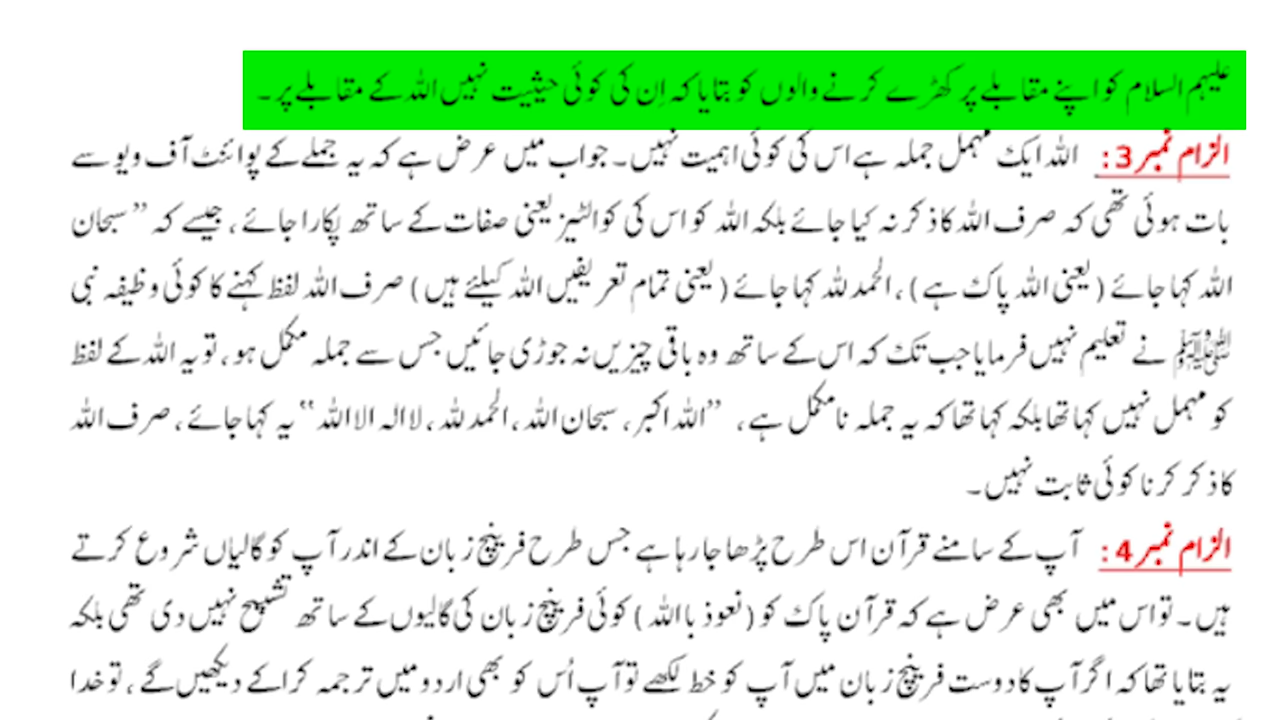 علیہم السلام کو اپنے مقابلے پر کھڑے کرنے والوں کو بتایا کہ اِن کی کوئی حیثیت نہیں اللہ کے مقابلے پر۔
الزام نمبر 3: اللہ ایک مہمل جملہ ہے اس کی کوئی اہمیت نہیں۔ جواب میں عرض ہے کہ یہ جملے کے پوائنٹ آف ویو سے
بات ہوئی تھی کہ صرف اللہ کا ذکر نہ کیا جائے بلکہ اللہ کو اس کی کوالٹیز یعنی صفات کے ساتھ پکارا جائے، جیسے کہ ”سبحان
اللہ کہا جائے (یعنی اللہ پاک ہے)، الحمد للہ کہا جائے (یعنی تمام تعریفیں اللہ کیلئے ہیں) صرف اللہ لفظ کہنے کا کوئی وظیفہ نبی
ﷺ نے تعلیم نہیں فرمایا جب تک کہ اس کے ساتھ وہ باقی چیزیں نہ جوڑی جائیں جس سے جملہ مکمل ہو، تو یہ اللہ کے لفظ
کو مہمل نہیں کہا تھا بلکہ کہا تھا کہ یہ جملہ نامکمل ہے، ”اللہ اکبر، سبحان اللہ، الحمد للہ، لا الہ الا اللہ“ یہ کہا جائے، صرف اللہ
کا ذکر کرنا کوئی ثابت نہیں۔
الزام نمبر 4: آپ کے سامنے قرآن اس طرح پڑھا جا رہا ہے جس طرح فرینچ زبان کے اندر آپ کو گالیاں شروع کرتے
ہیں۔ تو اس میں بھی عرض ہے کہ قرآن پاک کو (نعوذ با اللہ) کوئی فرینچ زبان کی گالیوں کے ساتھ تشبیح نہیں دی تھی بلکہ
یہ بتایا تھا کہ اگر آپ کا دوست فرینچ زبان میں آپ کو خط لکھے تو آپ اُس کو بھی اردو میں ترجمہ کرا کے دیکھیں گے، تو خدا